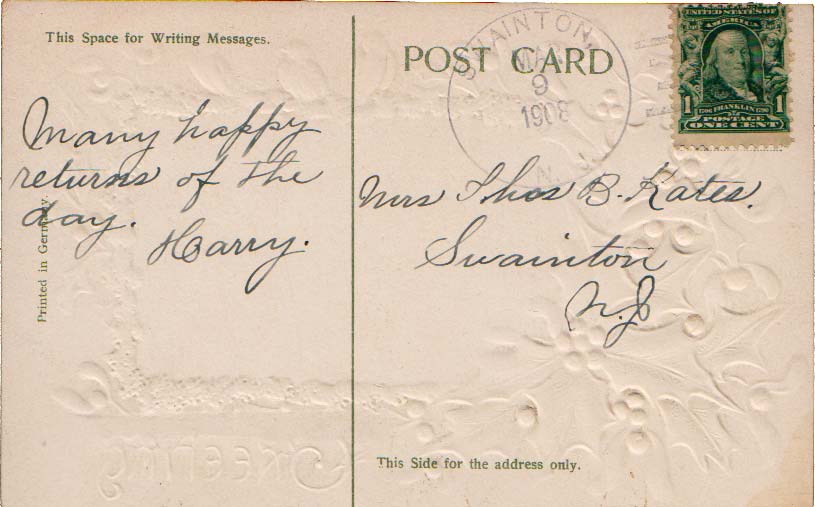 This Space for Writing Messages.
POST CARD
SWAINTON,
MAR
9
1908
N. J.
UNITED STATES OF
AMERICA
1 1706 FRANKLIN 1790 1
POSTAGE
ONE CENT
Many happy
returns of the
day.
Harry.
Printed in Germany.
Mrs Thos B. Kates.
Swainton
N.J
This Side for the address only.
GREETING